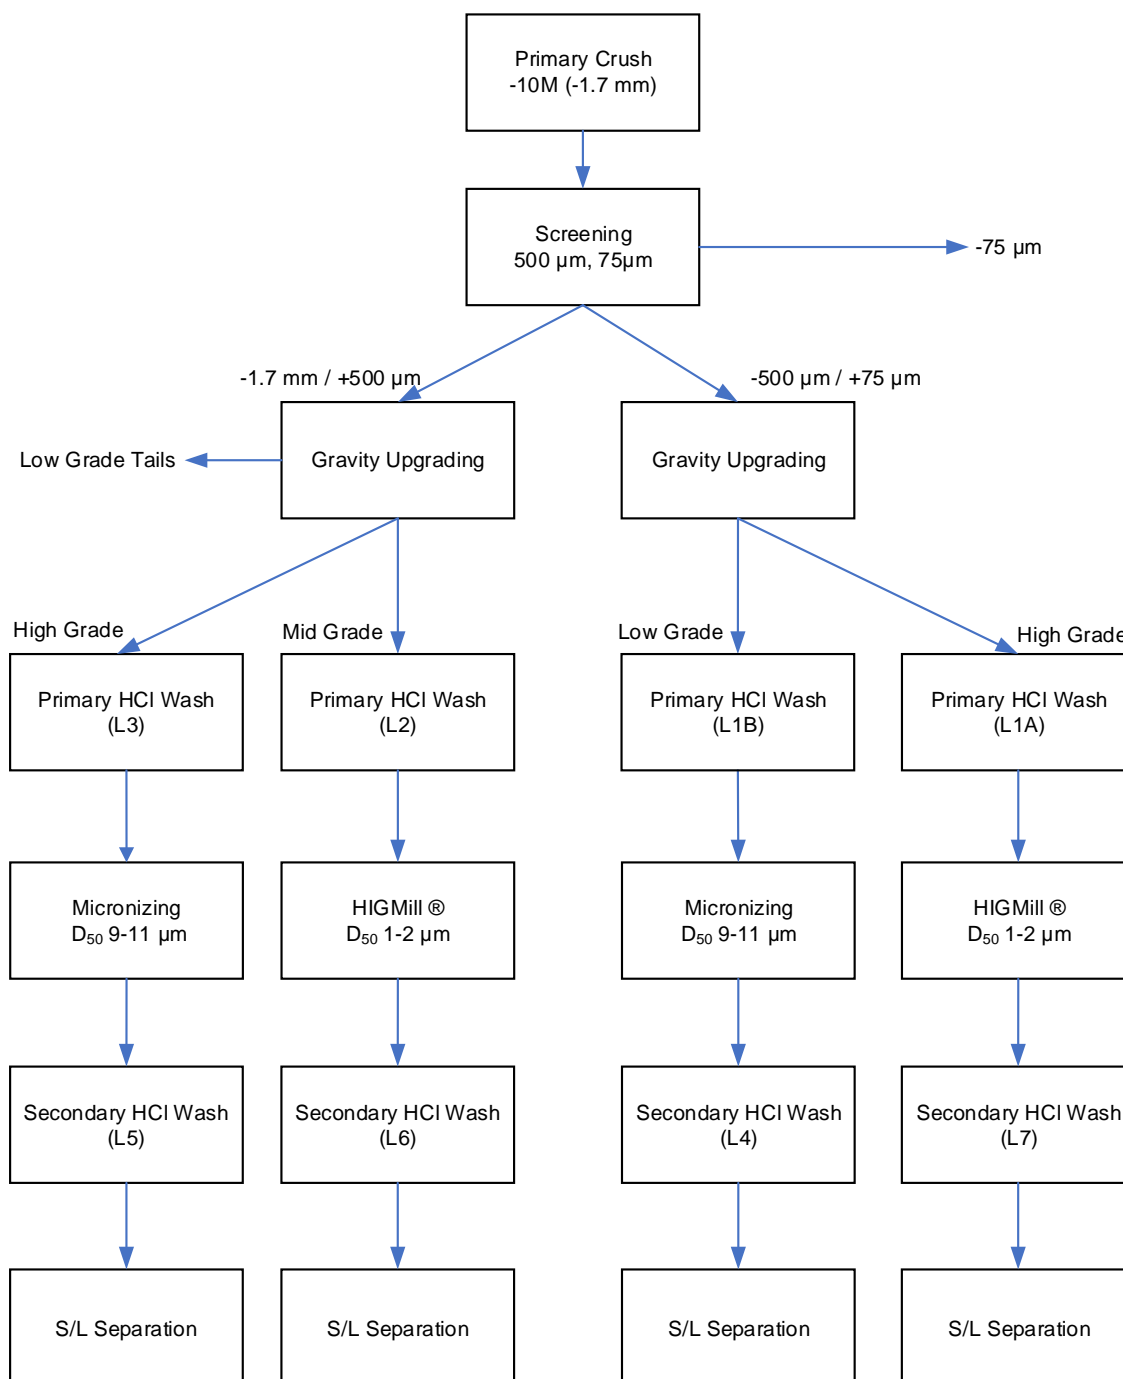 Primary Crush
-10M (-1.7 mm)
Screening
500 µm, 75µm
-75 µm
-1.7 mm / +500 µm
-500 µm / +75 µm
Low Grade Tails
Gravity Upgrading
Gravity Upgrading
High Grade
Mid Grade
Low Grade
High Grade
Primary HCl Wash
(L3)
Primary HCl Wash
(L2)
Primary HCl Wash
(L1B)
Primary HCl Wash
(L1A)
Micronizing
D₅₀ 9-11 µm
HIGMill ®
D₅₀ 1-2 µm
Micronizing
D₅₀ 9-11 µm
HIGMill ®
D₅₀ 1-2 µm
Secondary HCl Wash
(L5)
Secondary HCl Wash
(L6)
Secondary HCl Wash
(L4)
Secondary HCl Wash
(L7)
S/L Separation
S/L Separation
S/L Separation
S/L Separation